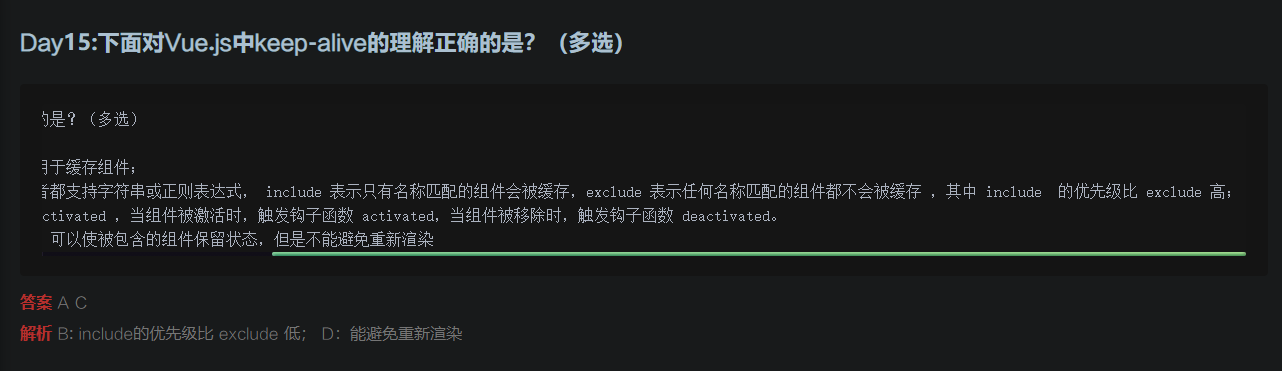 Day15:下面对Vue.js中keep-alive的理解正确的是？（多选）
的是？（多选）
用于缓存组件；
都支持字符串或正则表达式， include 表示只有名称匹配的组件会被缓存，exclude 表示任何名称匹配的组件都不会被缓存 ，其中 include  的优先级比 exclude 高；
ctivated ，当组件被激活时，触发钩子函数 activated，当组件被移除时，触发钩子函数 deactivated。
可以使被包含的组件保留状态，但是不能避免重新渲染
答案 A C
解析 B: include的优先级比 exclude 低； D：能避免重新渲染